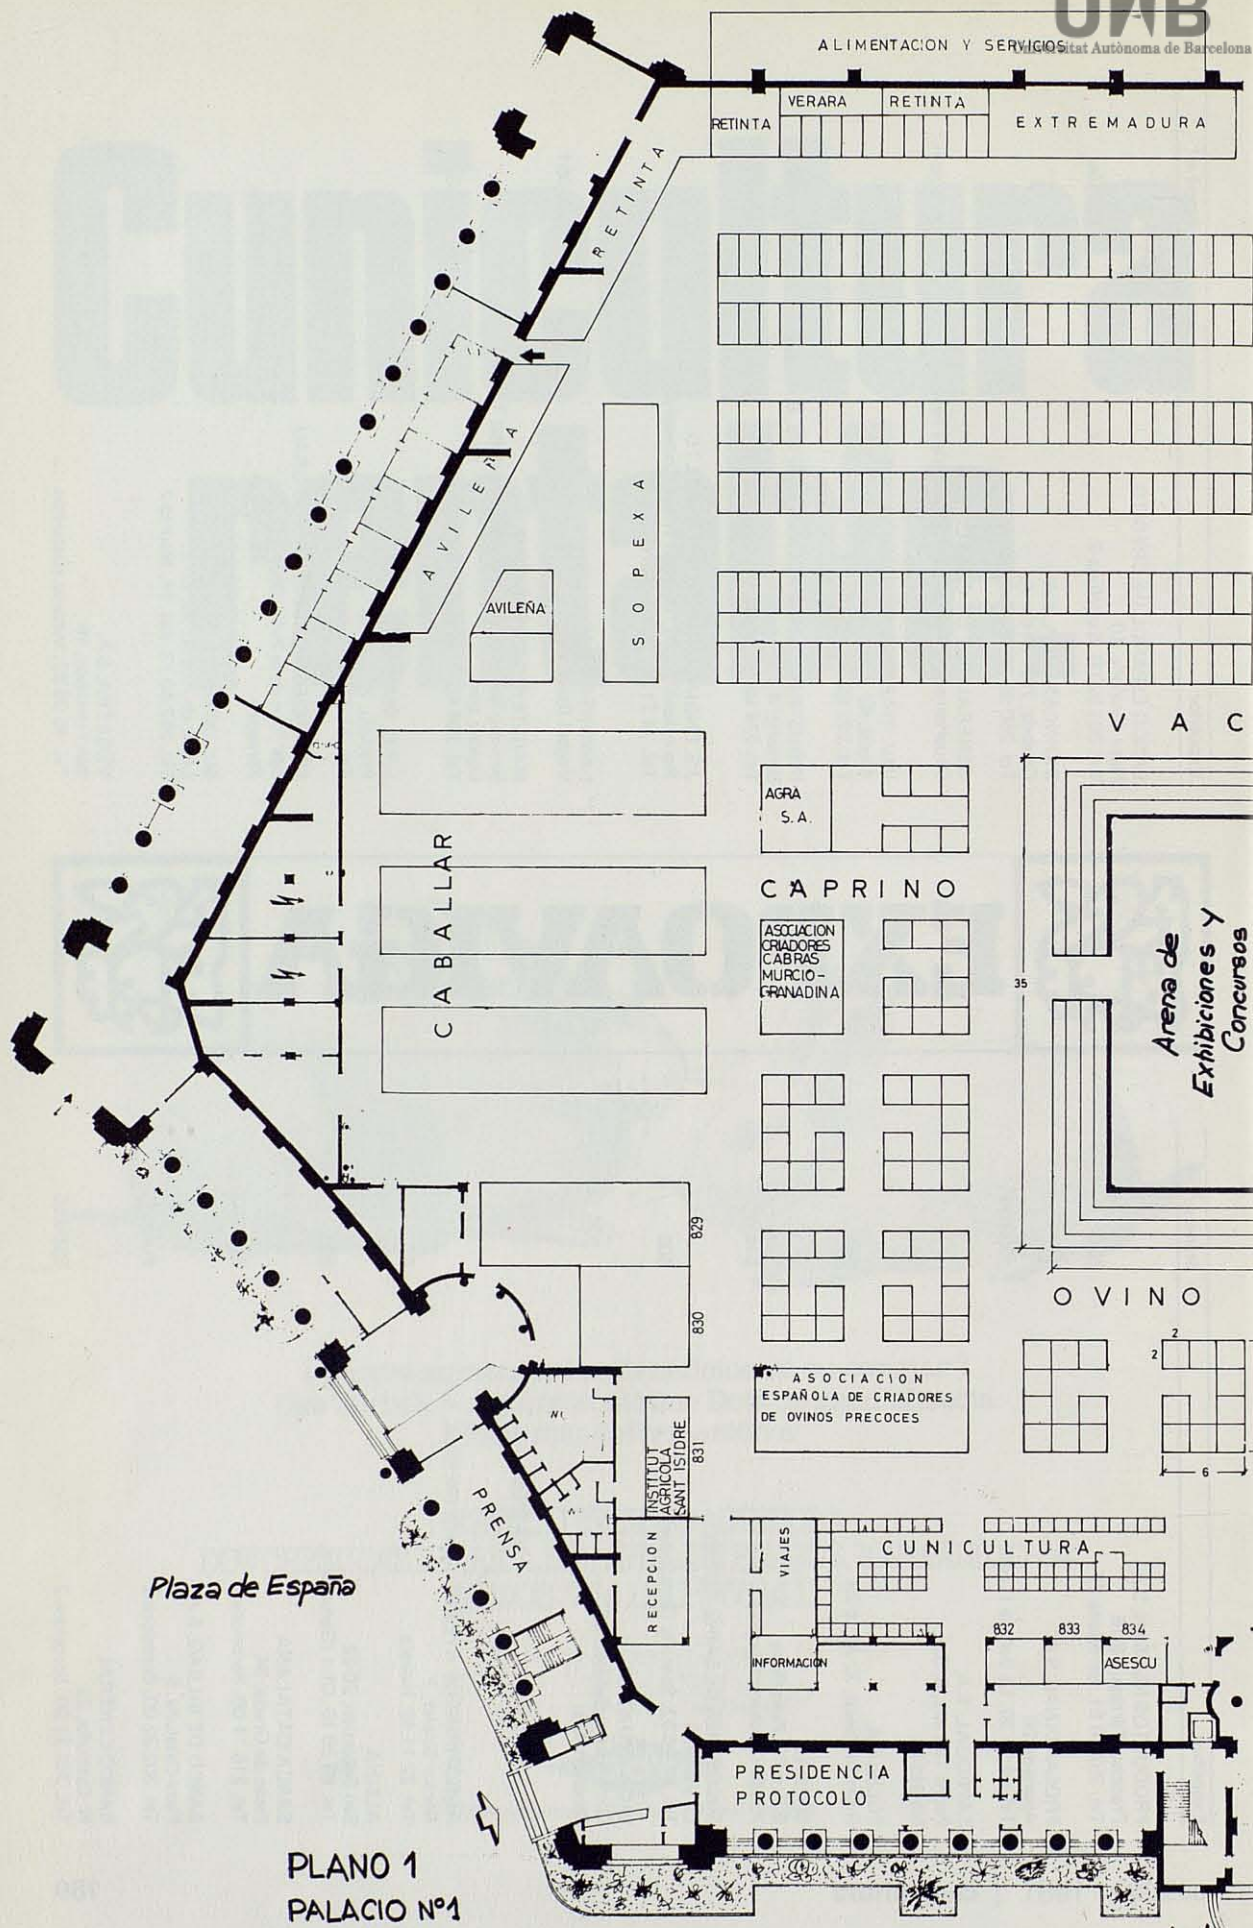 UAB
Universitat Autònoma de Barcelona
ALIMENTACION Y SERVICIOS
RETINTA
VERARA
RETINTA
EXTREMADURA
RETINTA
AVILEÑA
AVILEÑA
SOPEXA
VAC
CABALLAR
AGRA
S.A.
CAPRINO
ASOCIACION
CRIADORES
CABRAS
MURCIO-
GRANADINA
35
Arena de
Exhibiciones y
Concursos
829
830
OVINO
2
2
6
ASOCIACION
ESPAÑOLA DE CRIADORES
DE OVINOS PRECOCES
INSTITUT
AGRICOLA
SANT ISIDRE
831
PRENSA
RECEPCION
VIAJES
CUNICULTURA
Plaza de España
INFORMACION
832
833
834
ASESCU
PRESIDENCIA
PROTOCOLO
PLANO 1
PALACIO Nº1